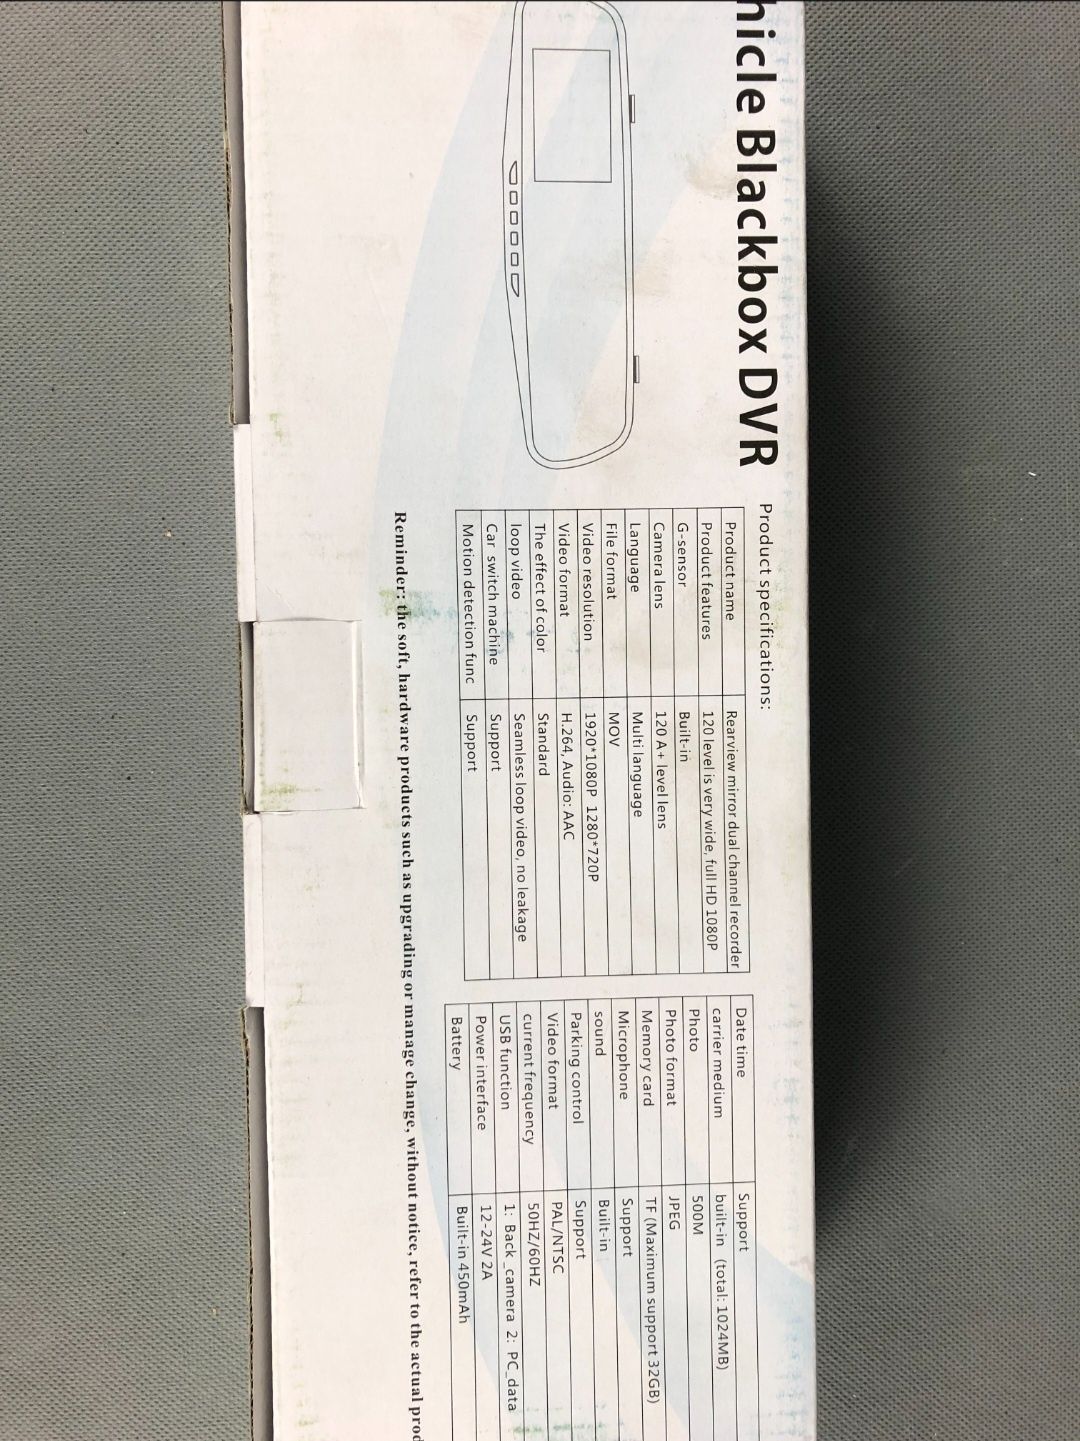 hicle Blackbox DVR
Product specifications:
Product name Rearview mirror dual channel recorder
Product features 120 level is very wide, full HD 1080P
G-sensor Built-in
Camera lens 120 A+ level lens
Language Multi language
File format MOV
Video resolution 1920*1080P 1280*720P
Video format H.264, Audio: AAC
The effect of color Standard
loop video Seamless loop video, no leakage
Car switch machine Support
Motion detection func Support
Date time Support
carrier medium built-in (total: 1024MB)
Photo 500M
Photo format JPEG
Memory card TF (Maximum support 32GB)
Microphone Support
sound Built-in
Parking control Support
Video format PAL/NTSC
current frequency 50HZ/60HZ
USB function 1: Back_camera 2: PC_data
Power interface 12-24V 2A
Battery Built-in 450mAh
Reminder: the soft, hardware products such as upgrading or manage change, without notice, refer to the actual prod